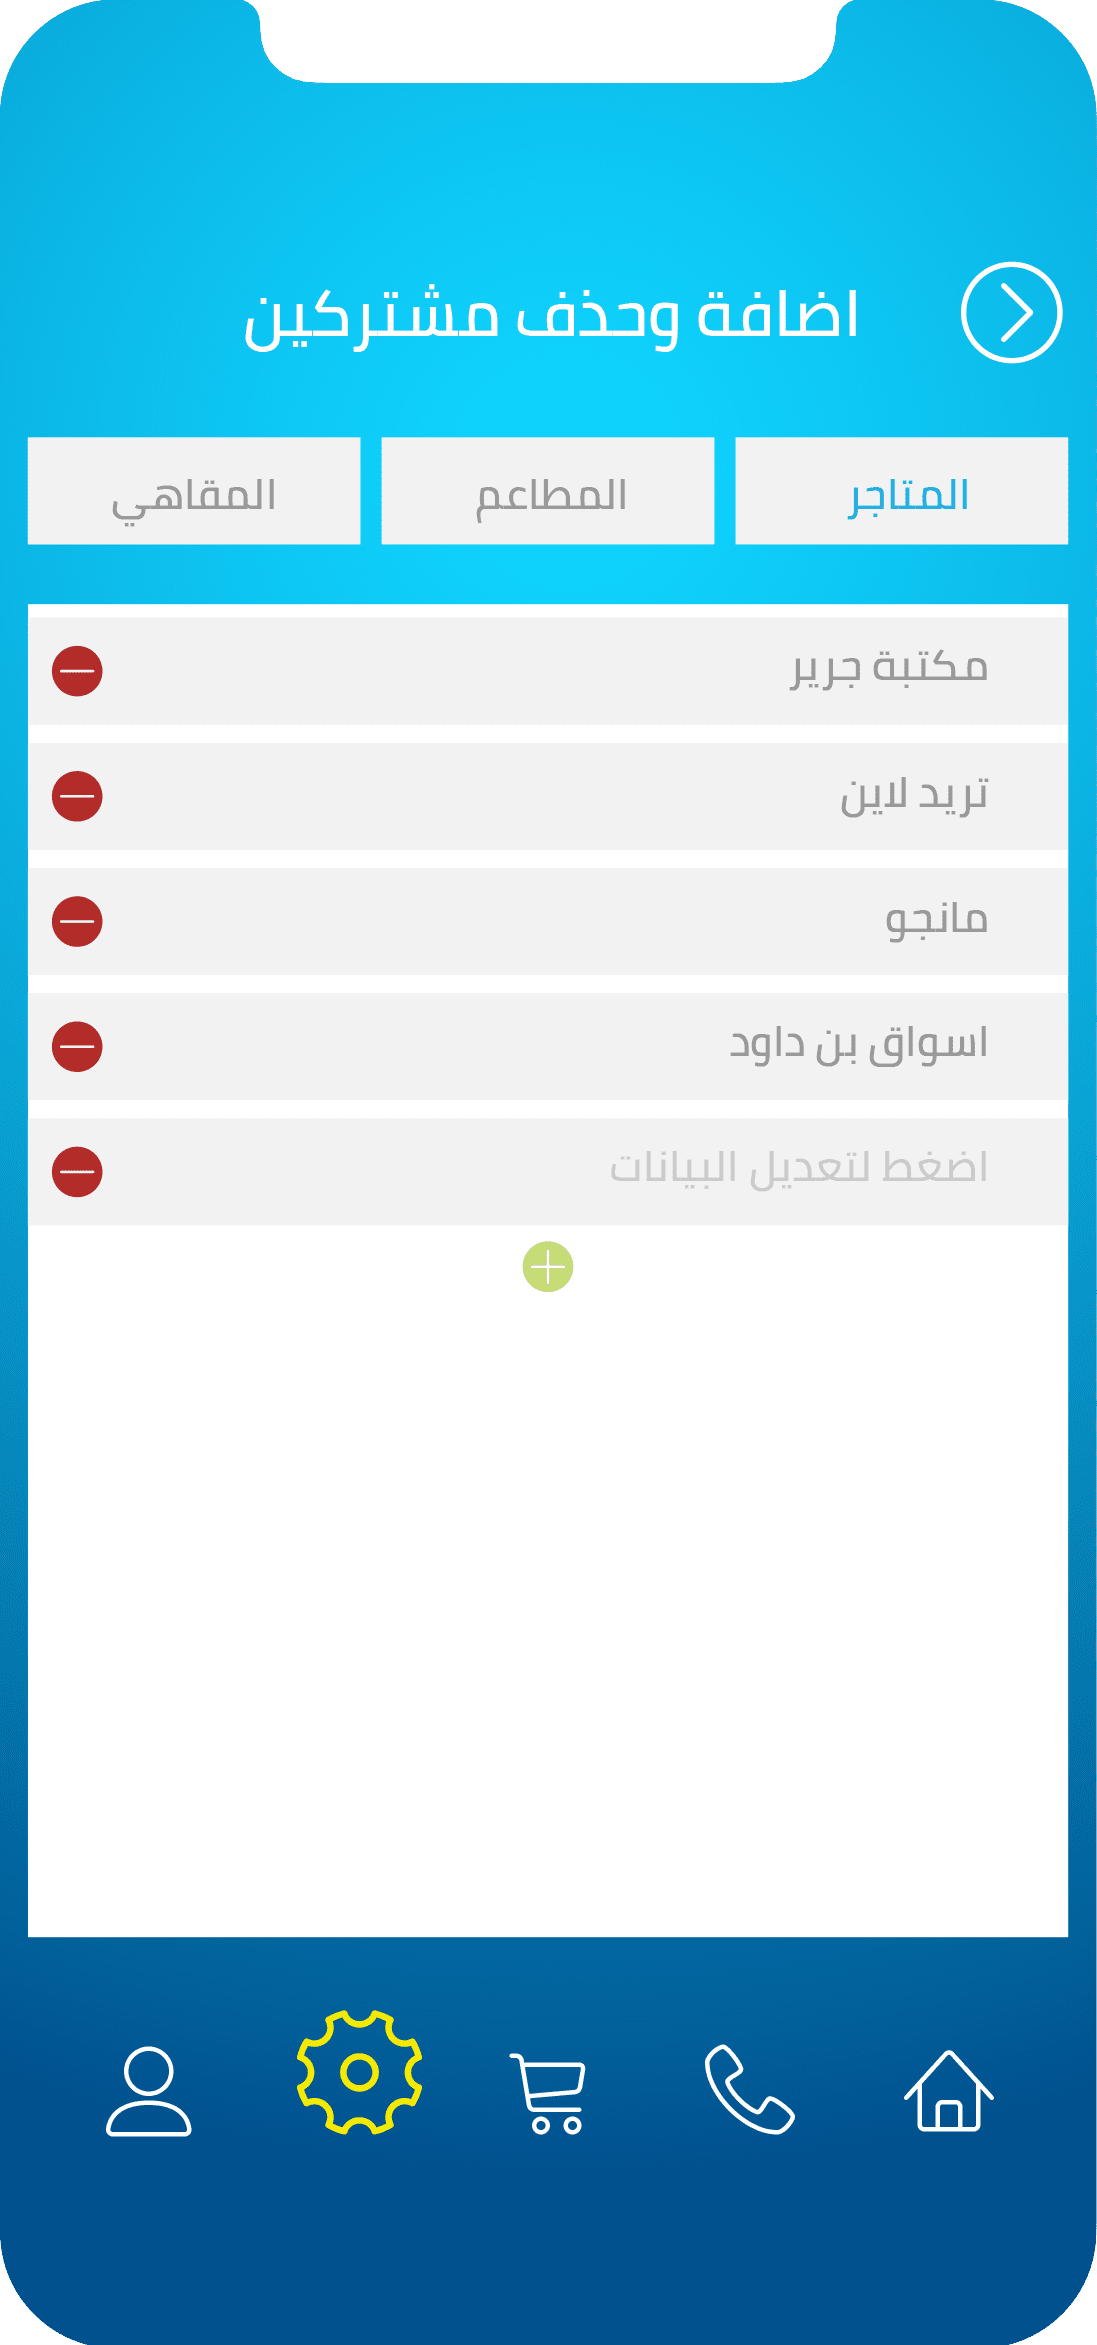 اضافة وحذف مشتركين
المتاجر
المطاعم
المقاهي
مكتبة جرير
تريد لاين
مانجو
اسواق بن داود
اضغط لتعديل البيانات